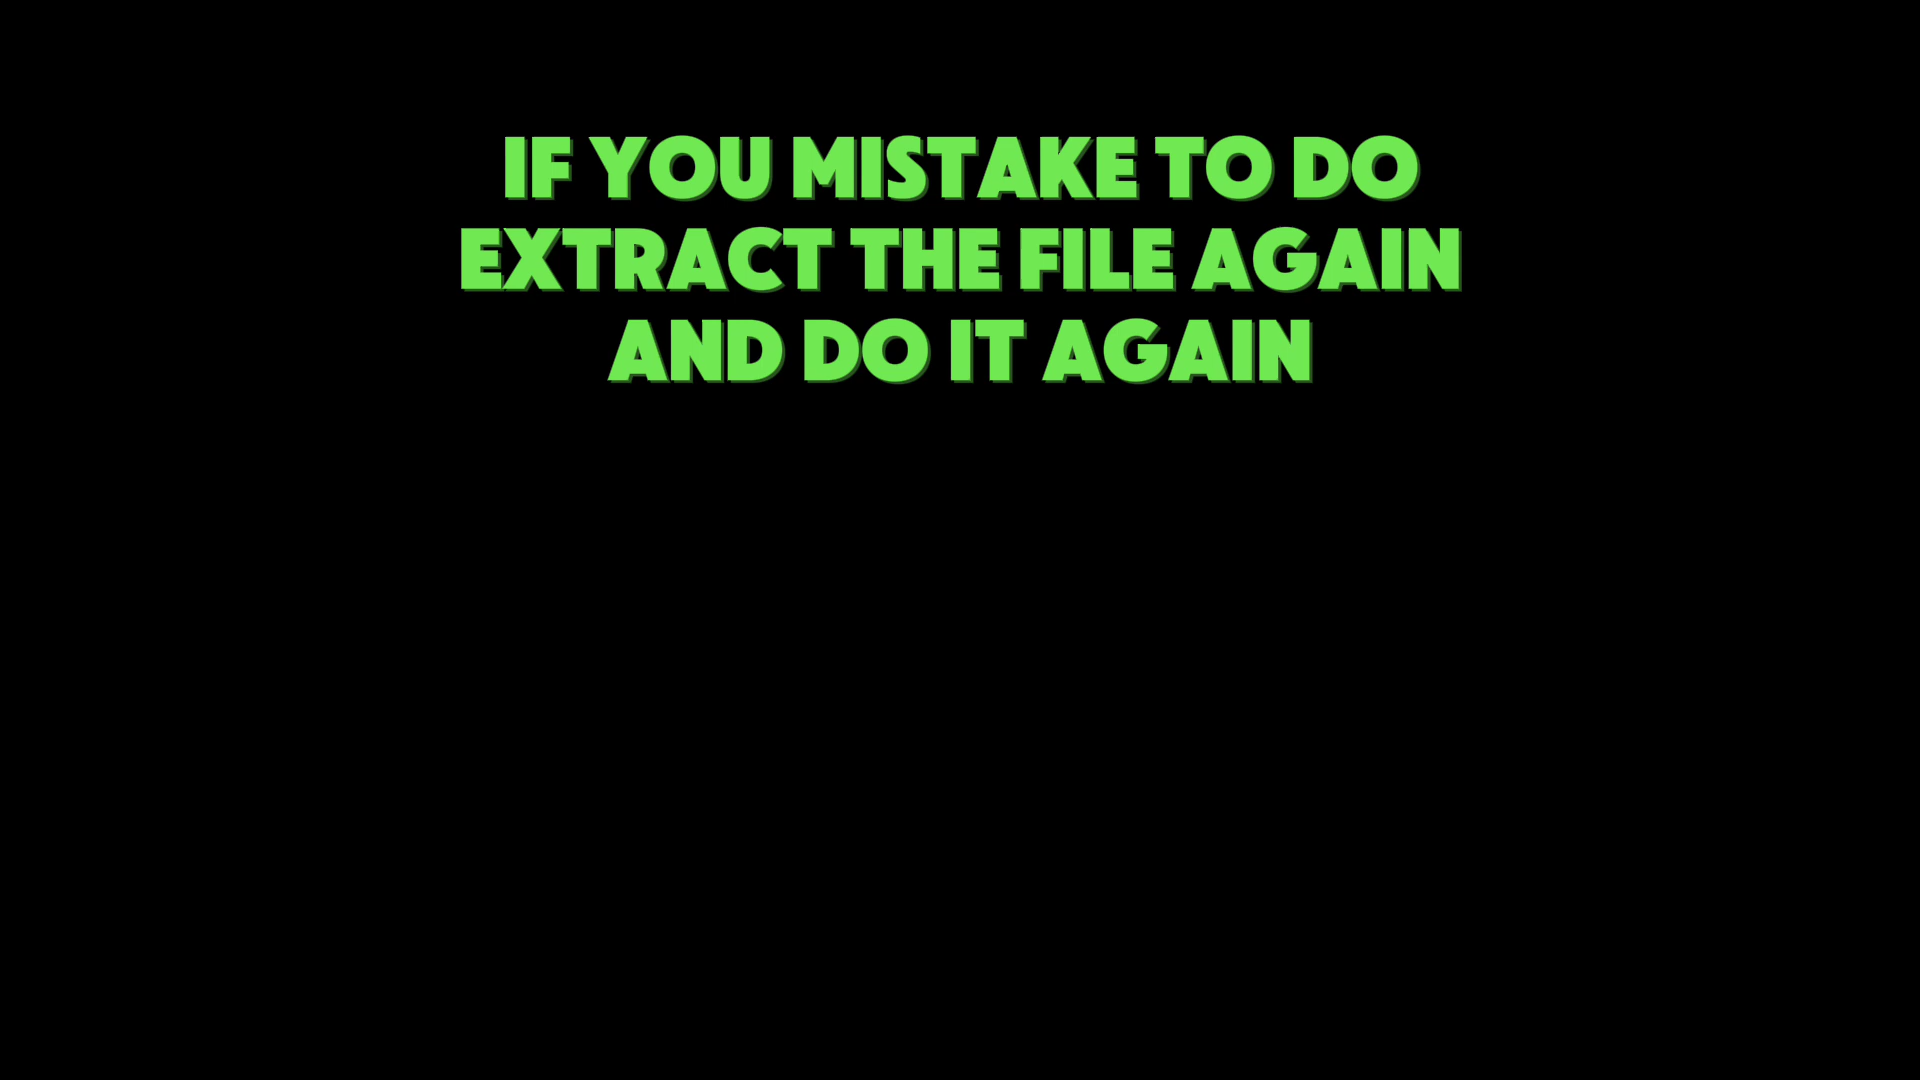 IF YOU MISTAKE TO DO
EXTRACT THE FILE AGAIN
AND DO IT AGAIN